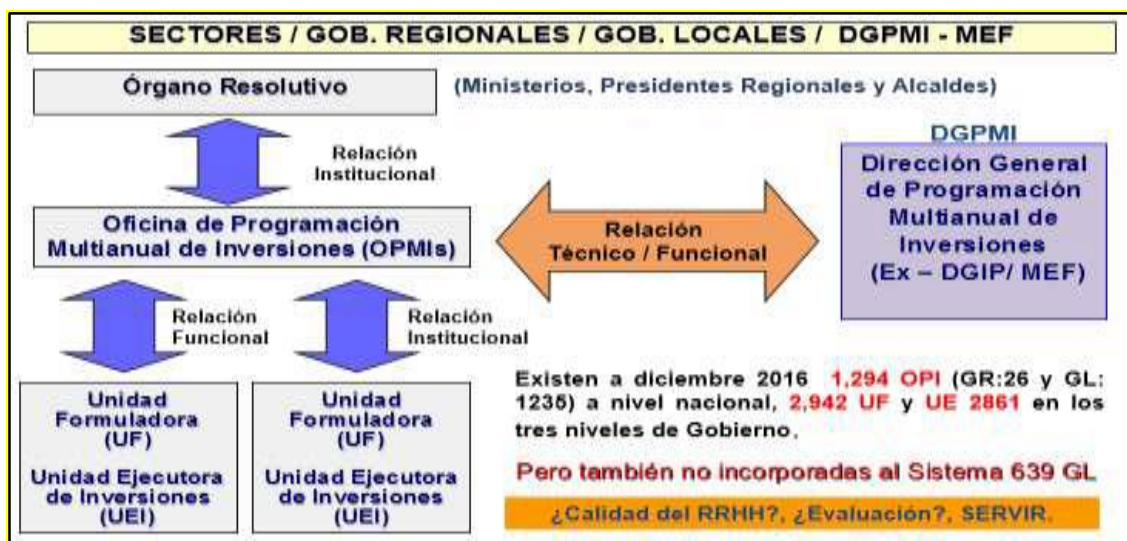 SECTORES / GOB. REGIONALES / GOB. LOCALES / DGPMI - MEF
Órgano Resolutivo
(Ministerios, Presidentes Regionales y Alcaldes)
Relación
Institucional
DGPMI
Dirección General
de Programación
Multianual de
Inversiones
(Ex – DGIP/ MEF)
Oficina de Programación
Multianual de Inversiones (OPMIs)
Relación
Técnico / Funcional
Relación
Funcional
Relación
Institucional
Unidad
Formuladora
(UF)
Unidad Ejecutora
de Inversiones
(UEI)
Unidad
Formuladora
(UF)
Unidad Ejecutora
de Inversiones
(UEI)
Existen a diciembre 2016 1,294 OPI (GR:26 y GL:
1235) a nivel nacional, 2,942 UF y UE 2861 en los
tres niveles de Gobierno.
Pero también no incorporadas al Sistema 639 GL
¿Calidad del RRHH?, ¿Evaluación?, SERVIR.